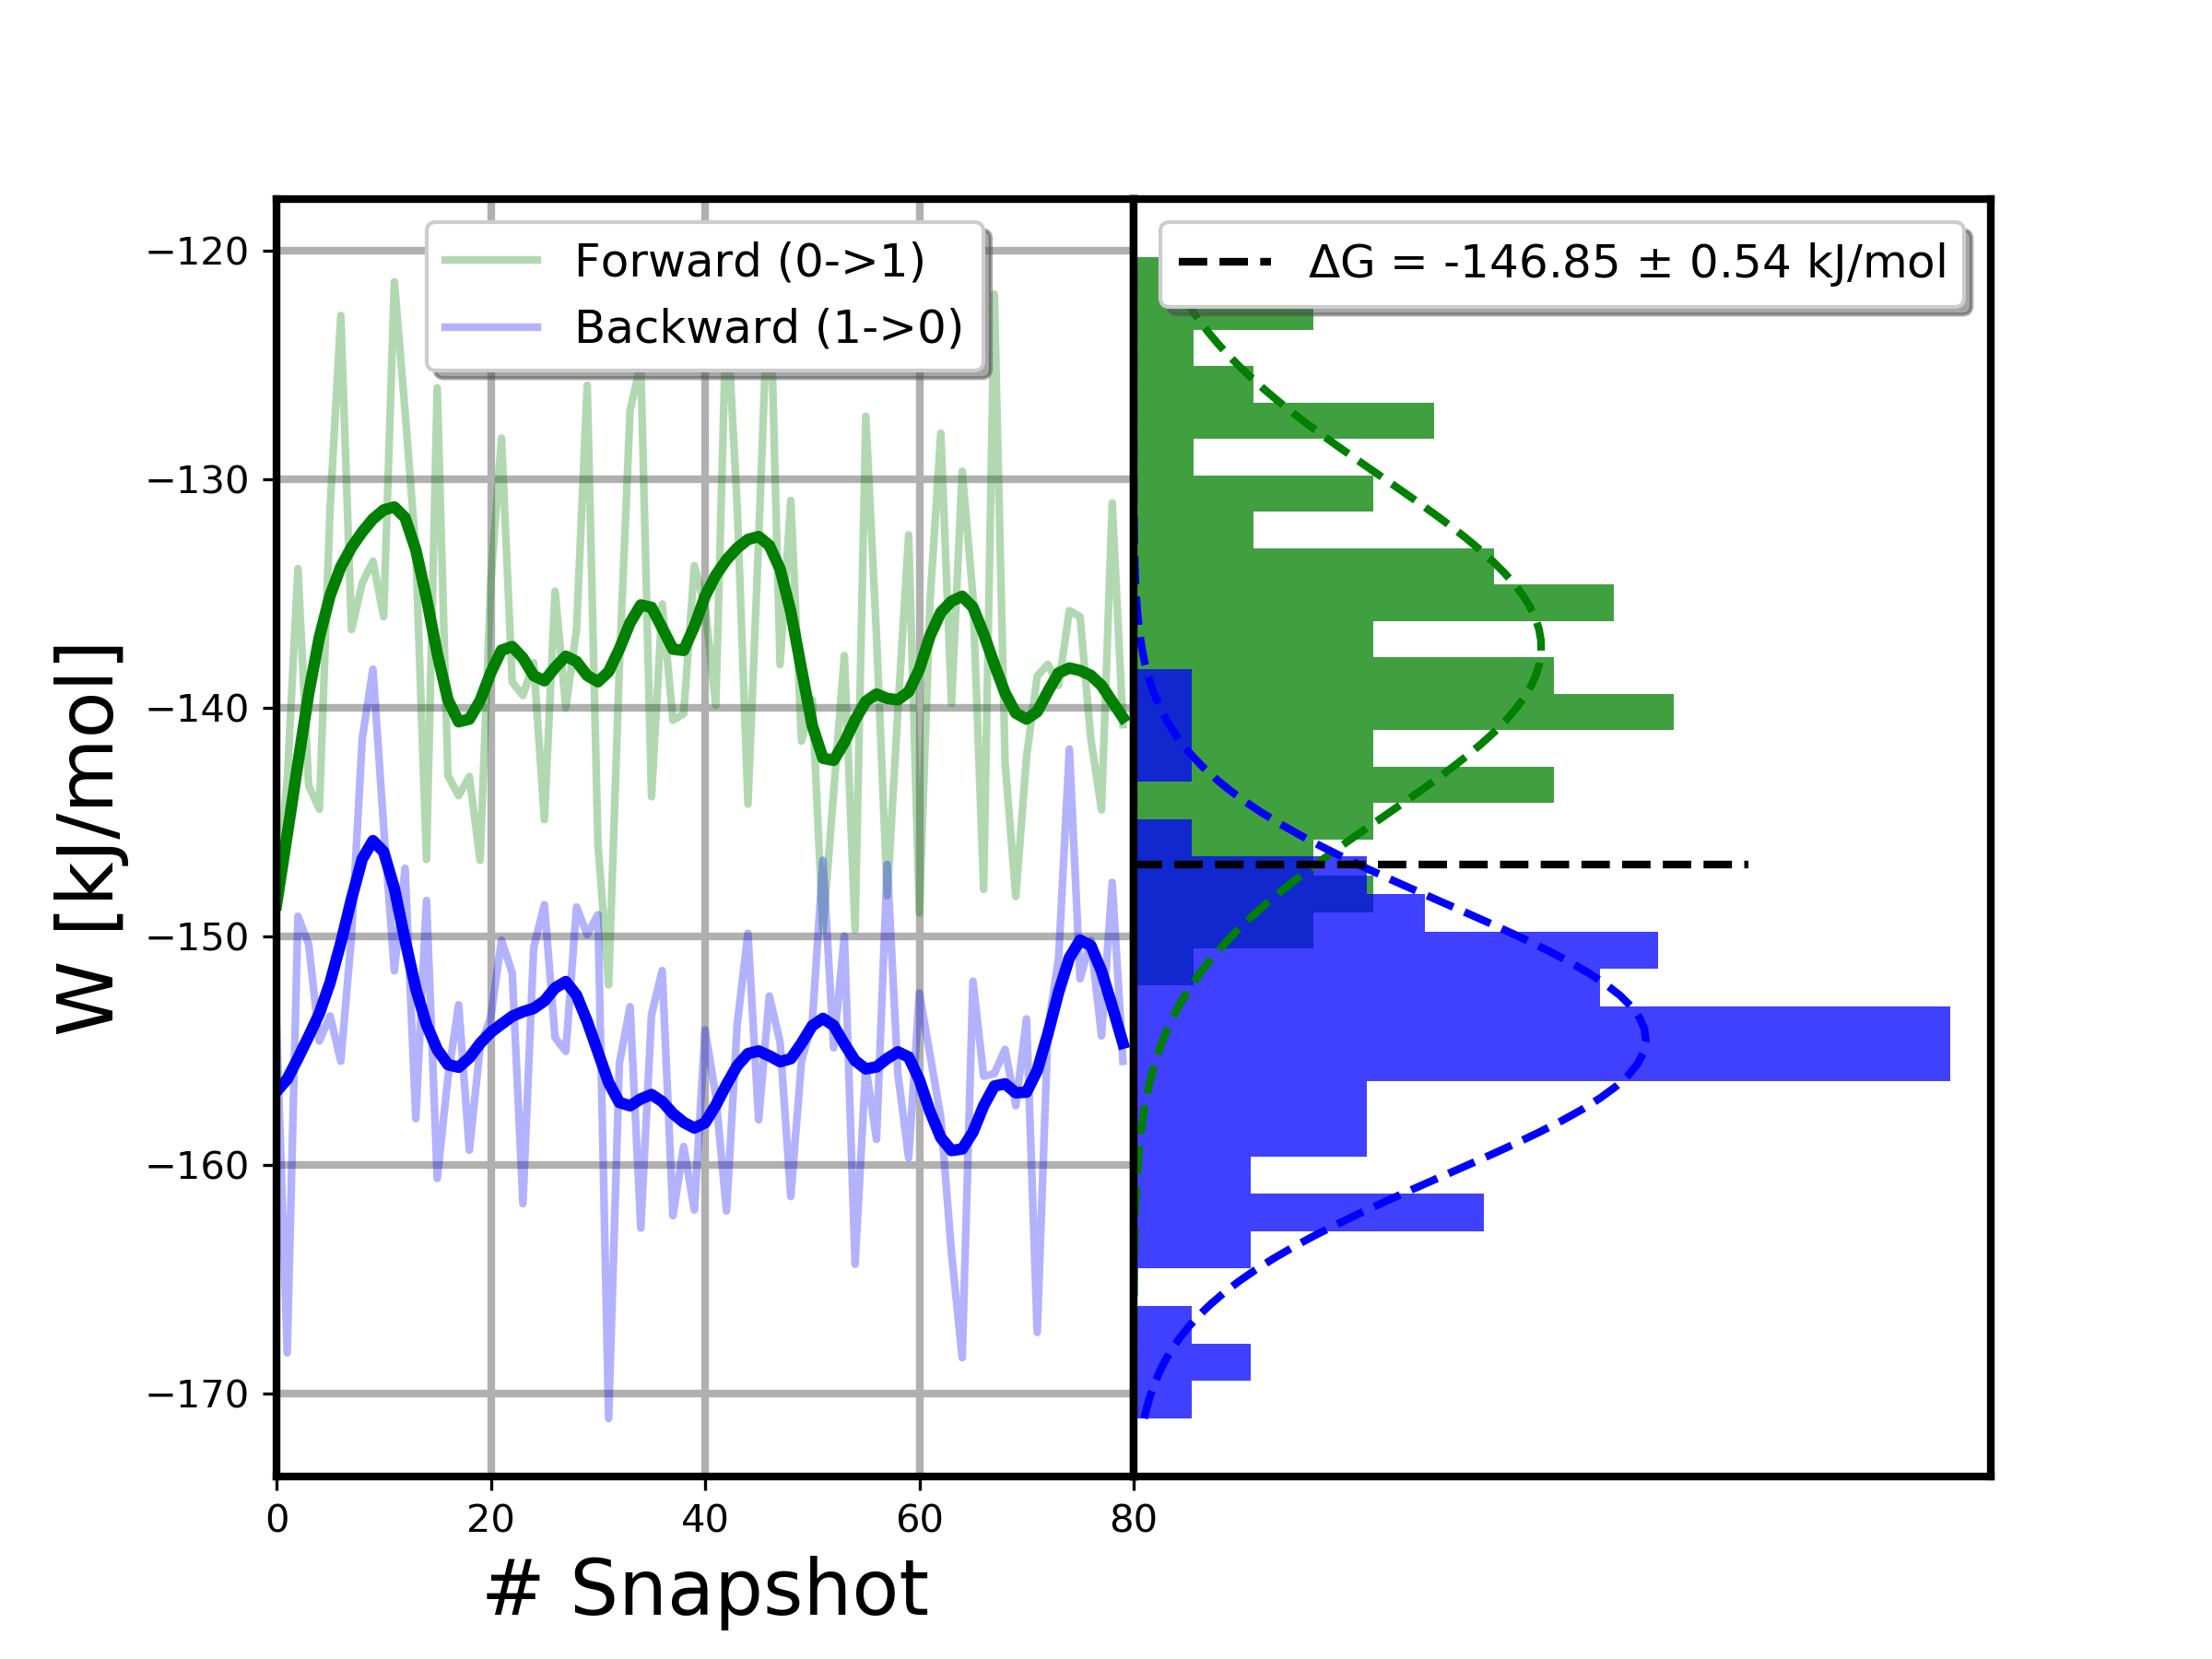 Forward (0->1)
Backward (1->0)
ΔG = -146.85 ± 0.54 kJ/mol
W [kJ/mol]
−120
−130
−140
−150
−160
−170
0 20 40 60 80
# Snapshot